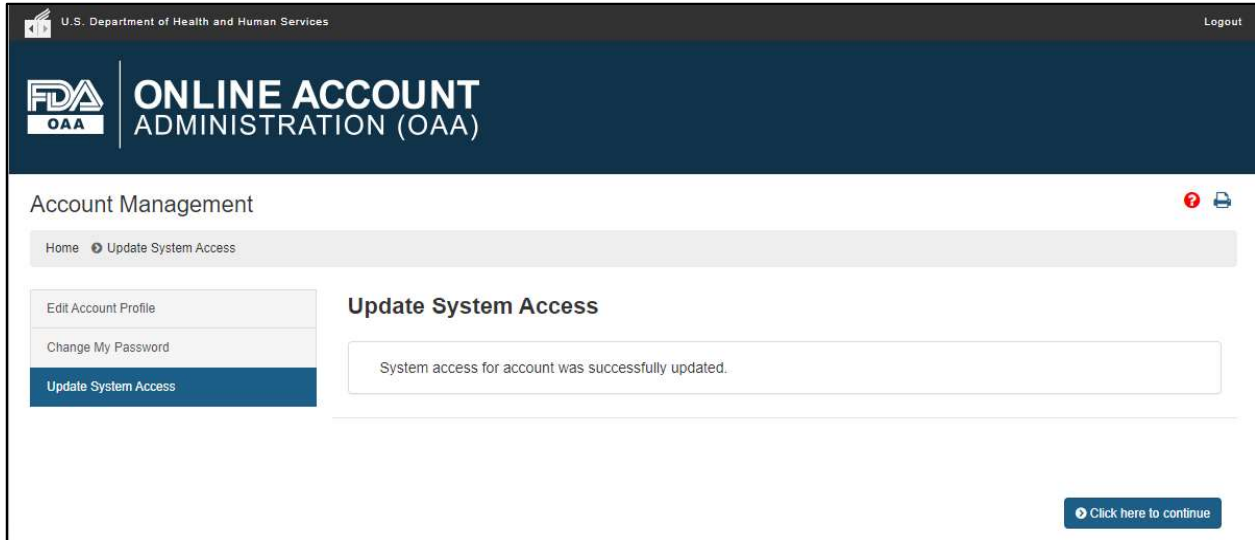 U.S. Department of Health and Human Services
Logout
FDA
OAA
ONLINE ACCOUNT
ADMINISTRATION (OAA)
Account Management
Home Update System Access
Edit Account Profile
Change My Password
Update System Access
Update System Access
System access for account was successfully updated.
Click here to continue